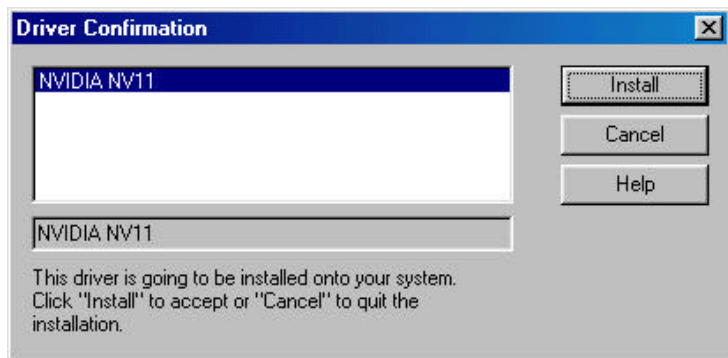 Driver Confirmation
NVIDIA NV11
Install
Cancel
Help
NVIDIA NV11
This driver is going to be installed onto your system.
Click "Install" to accept or "Cancel" to quit the
installation.